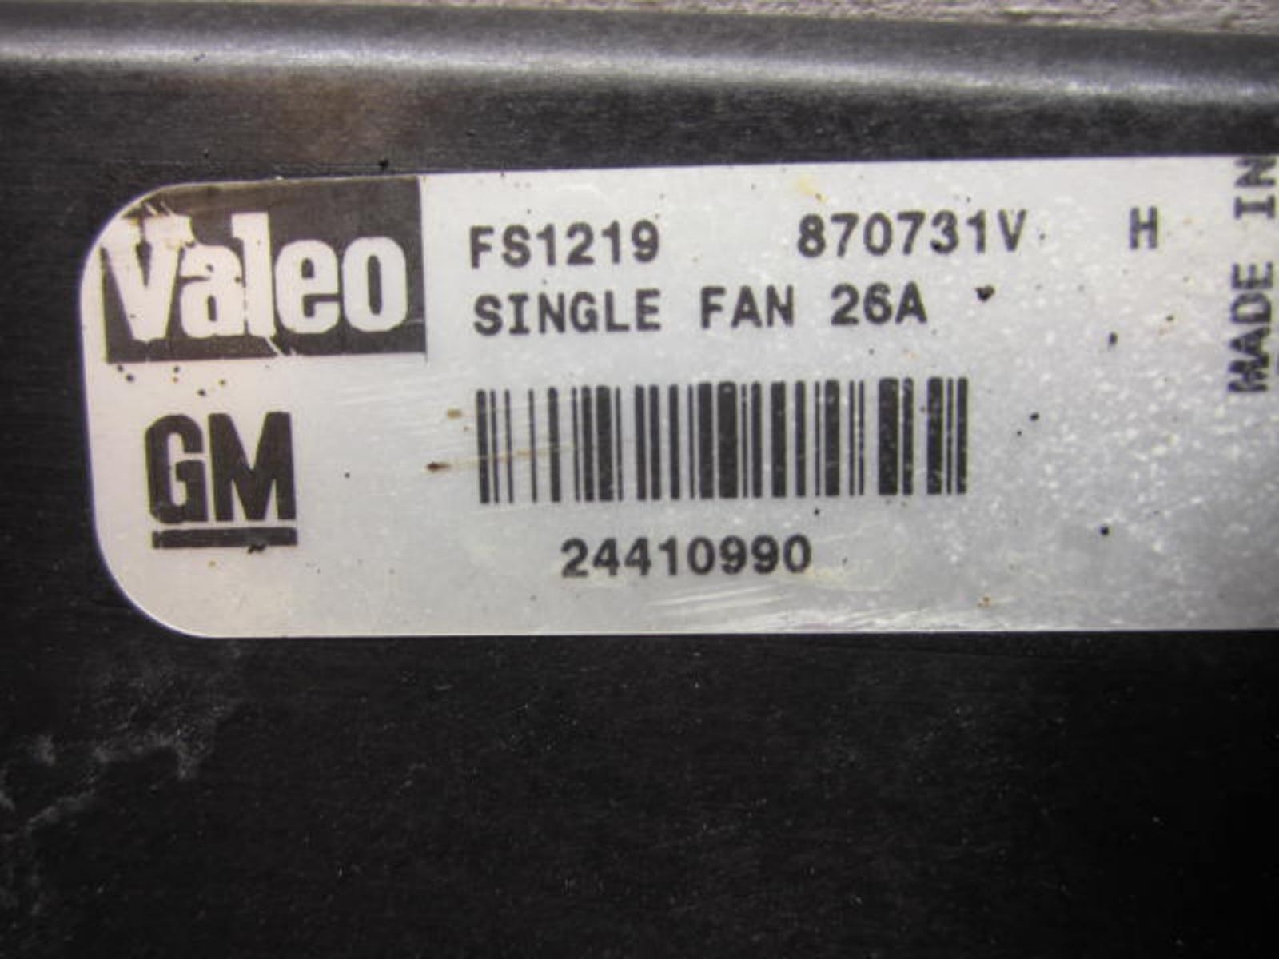 Valeo
FS1219 870731V H
SINGLE FAN 26A
GM
24410990
MADE IN